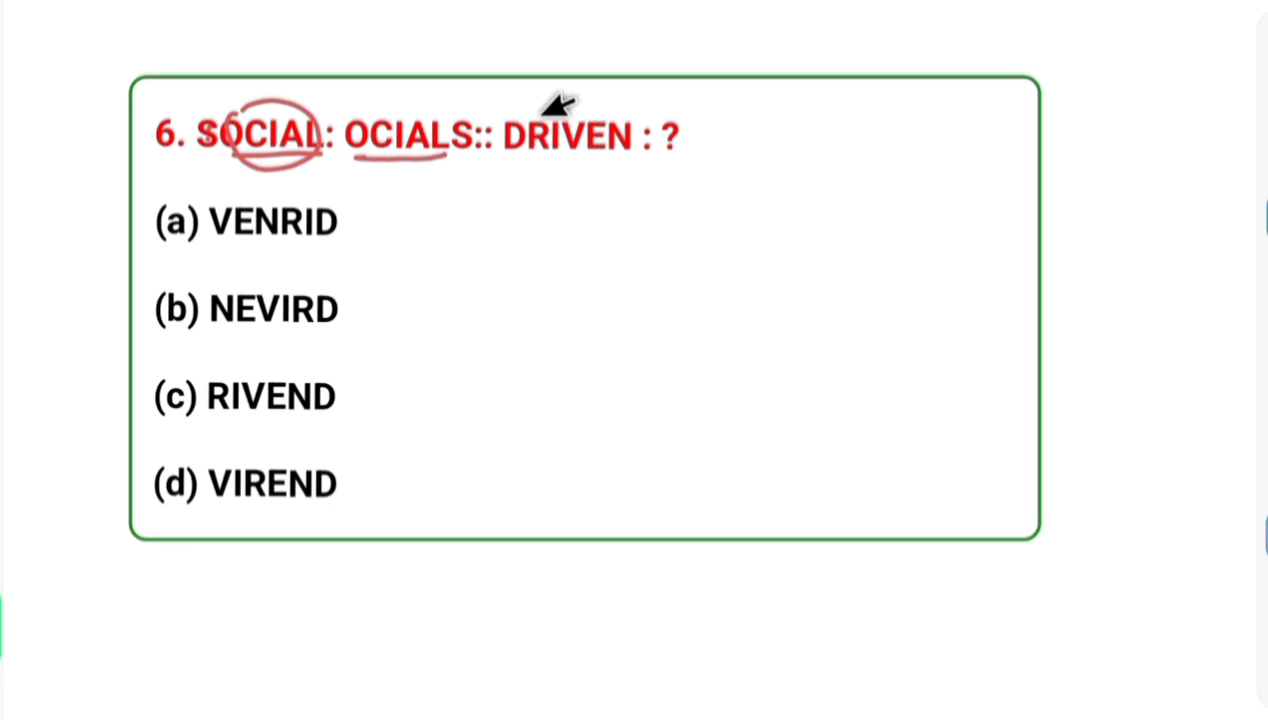 6. SOCIAL: OCIALS:: DRIVEN : ?
(a) VENRID
(b) NEVIRD
(c) RIVEND
(d) VIREND